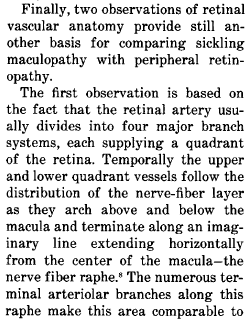 Finally, two observations of retinal
vascular anatomy provide still an-
other basis for comparing sickling
maculopathy with peripheral retin-
opathy.
The first observation is based on
the fact that the retinal artery usu-
ally divides into four major branch
systems, each supplying a quadrant
of the retina. Temporally the upper
and lower quadrant vessels follow the
distribution of the nerve-fiber layer
as they arch above and below the
macula and terminate along an imag-
inary line extending horizontally
from the center of the macula—the
nerve fiber raphe.⁸ The numerous ter-
minal arteriolar branches along this
raphe make this area comparable to